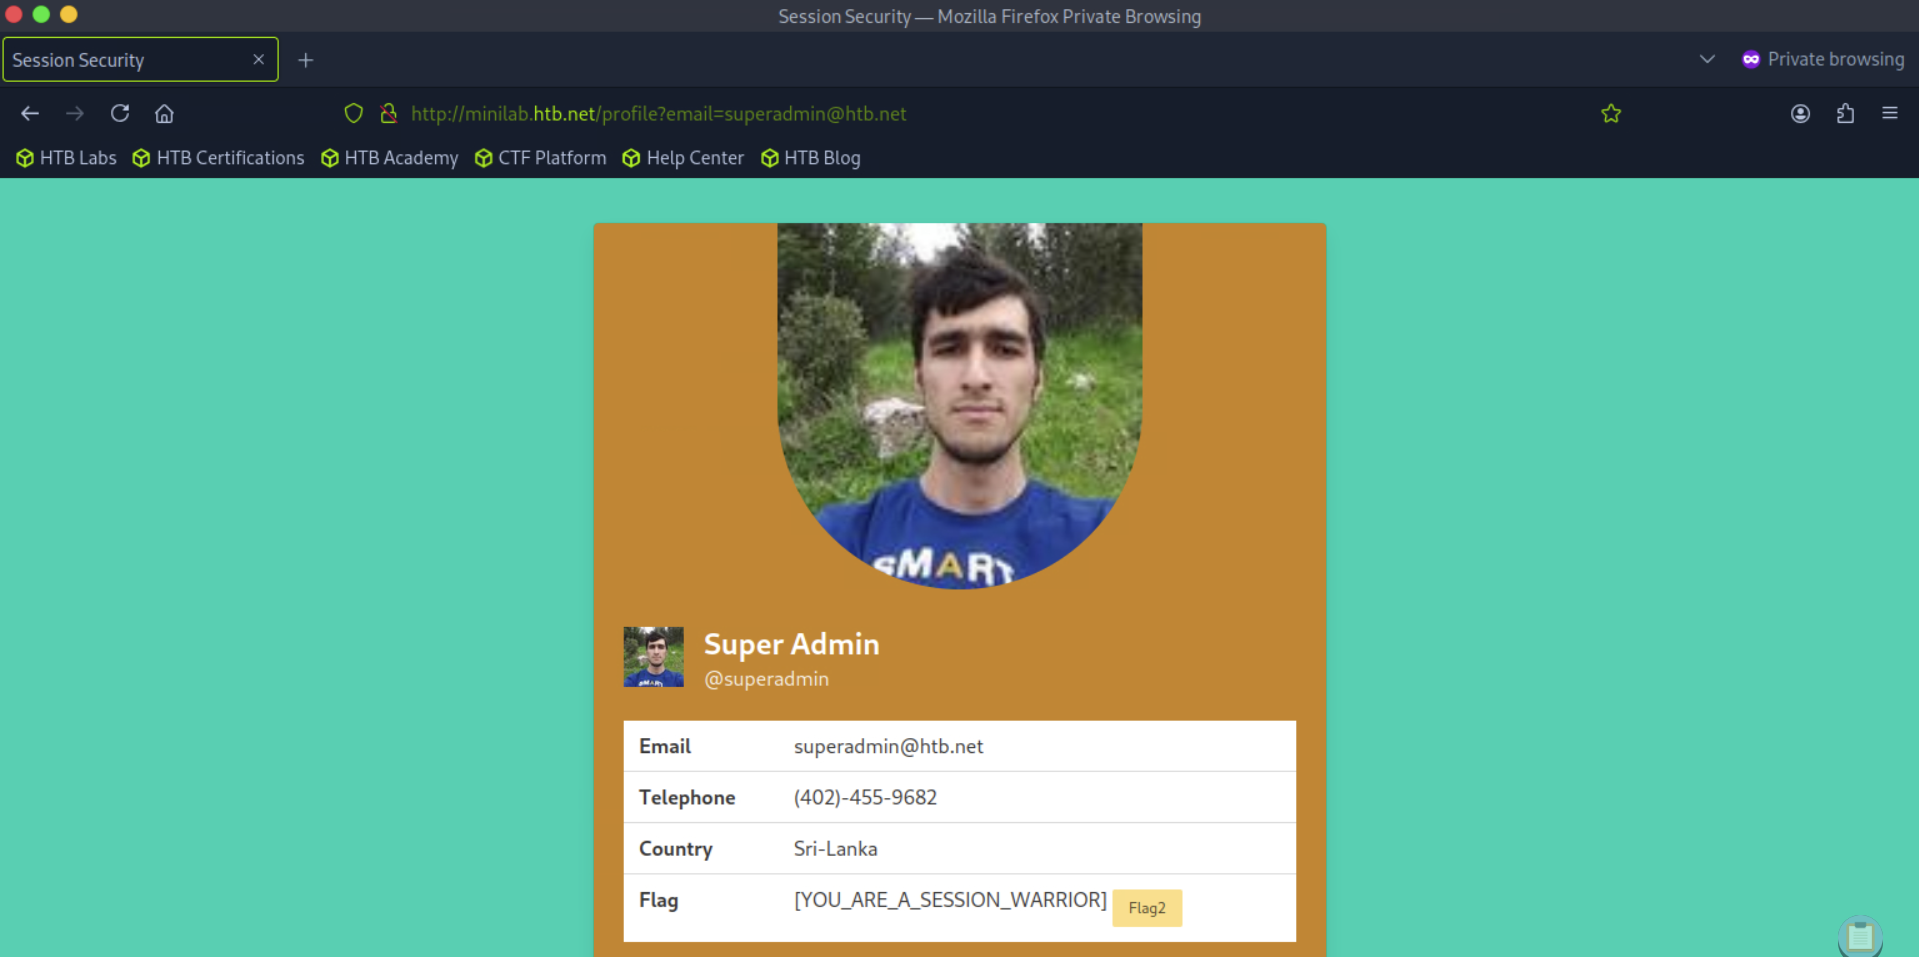 Session Security — Mozilla Firefox Private Browsing
Session Security
Private browsing
http://minilab.htb.net/profile?email=superadmin@htb.net
HTB Labs HTB Certifications HTB Academy CTF Platform Help Center HTB Blog
SMART
Super Admin
@superadmin
Email superadmin@htb.net
Telephone (402)-455-9682
Country Sri-Lanka
Flag [YOU_ARE_A_SESSION_WARRIOR] Flag2